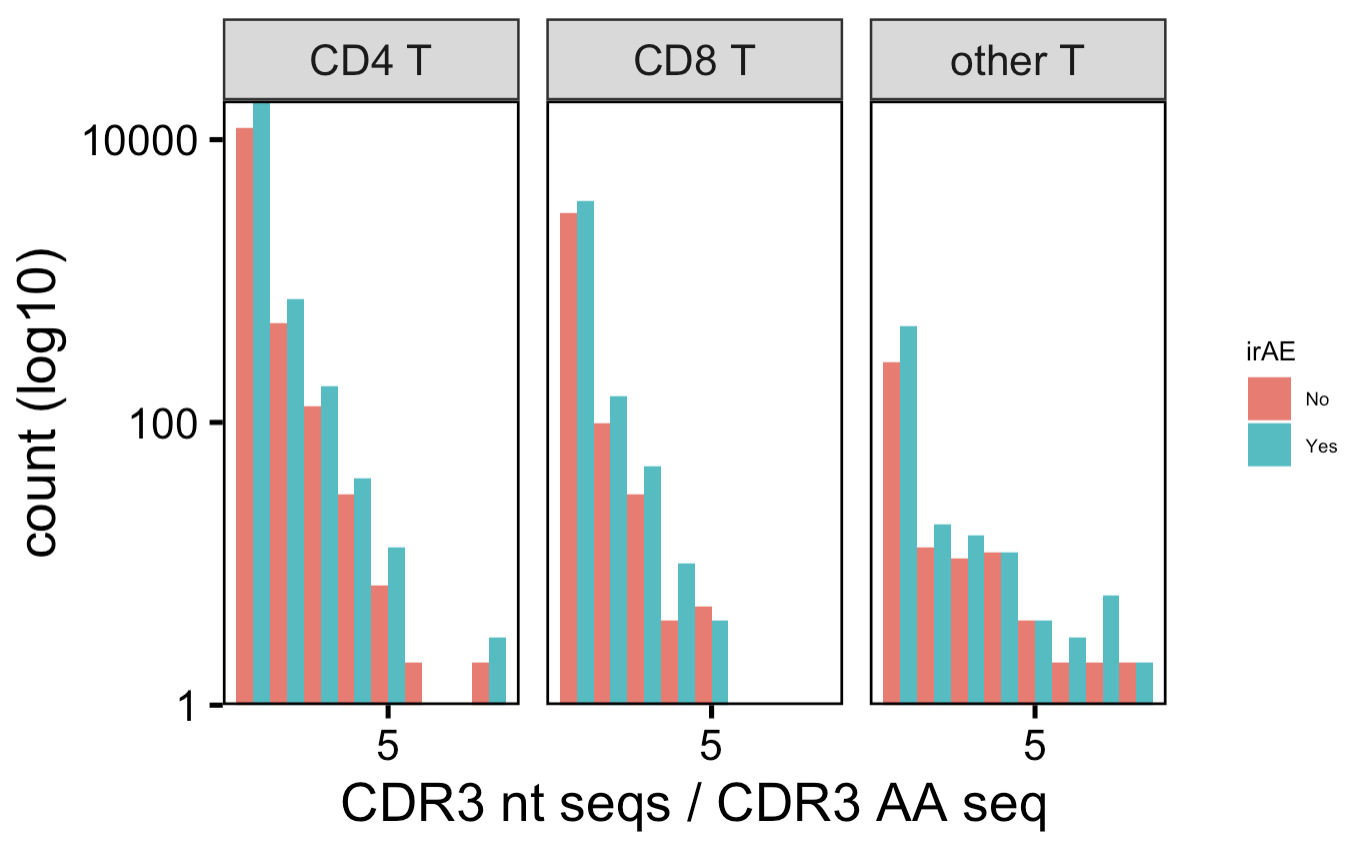 CD4 T
CD8 T
other T
10000
100
1
count (log10)
5
5
5
CDR3 nt seqs / CDR3 AA seq
irAE
No
Yes